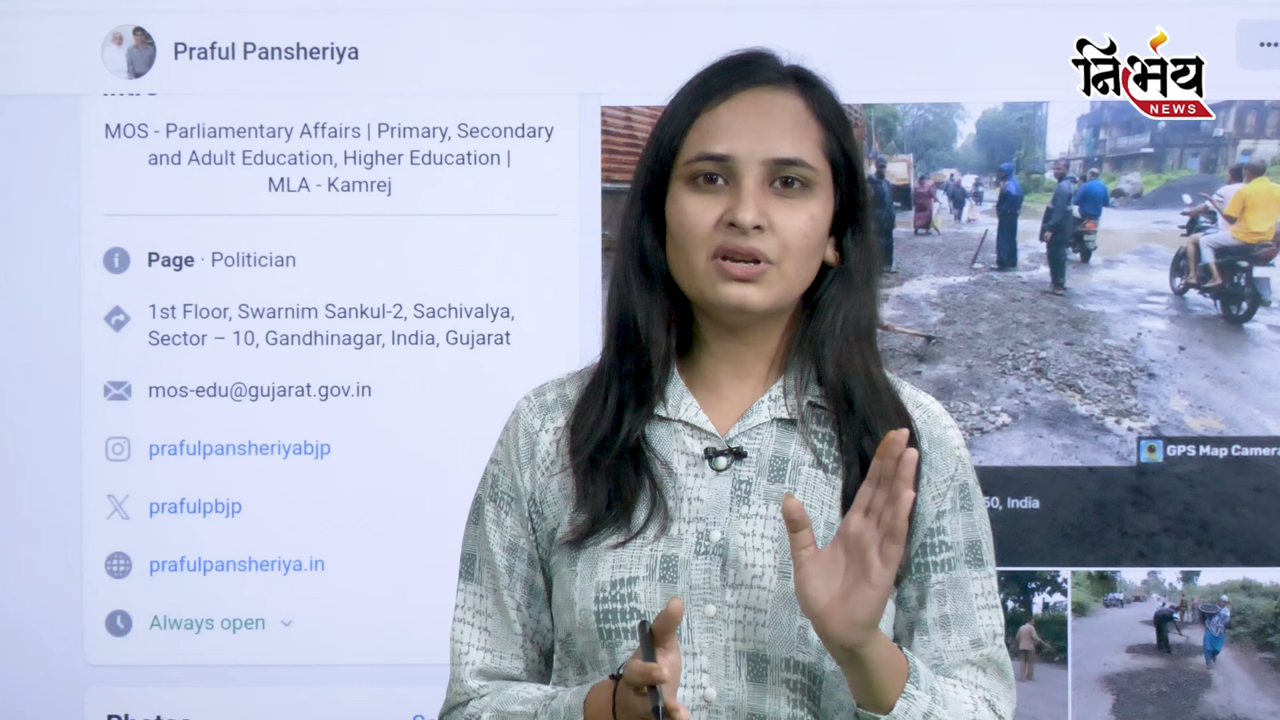 Praful Pansheriya
Intro
MOS - Parliamentary Affairs | Primary, Secondary
and Adult Education, Higher Education |
MLA - Kamrej
Page · Politician
1st Floor, Swarnim Sankul-2, Sachivalya,
Sector – 10, Gandhinagar, India, Gujarat
mos-edu@gujarat.gov.in
prafulpansheriyabjp
prafulpbjp
prafulpansheriya.in
Always open
Photos
निर्भय
NEWS
GPS Map Camera
50, India